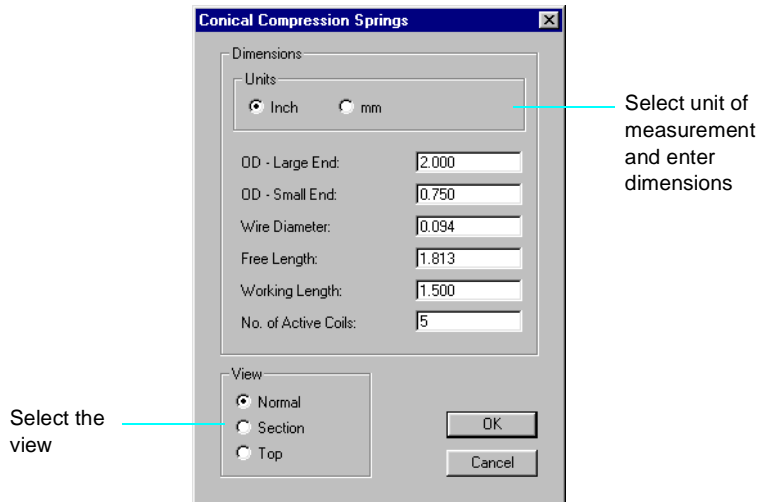 Conical Compression Springs
Dimensions
Units
Inch
mm
Select unit of
measurement
and enter
dimensions
OD - Large End: 2.000
OD - Small End: 0.750
Wire Diameter: 0.094
Free Length: 1.813
Working Length: 1.500
No. of Active Coils: 5
View
Normal
Section
Top
Select the
view
OK
Cancel